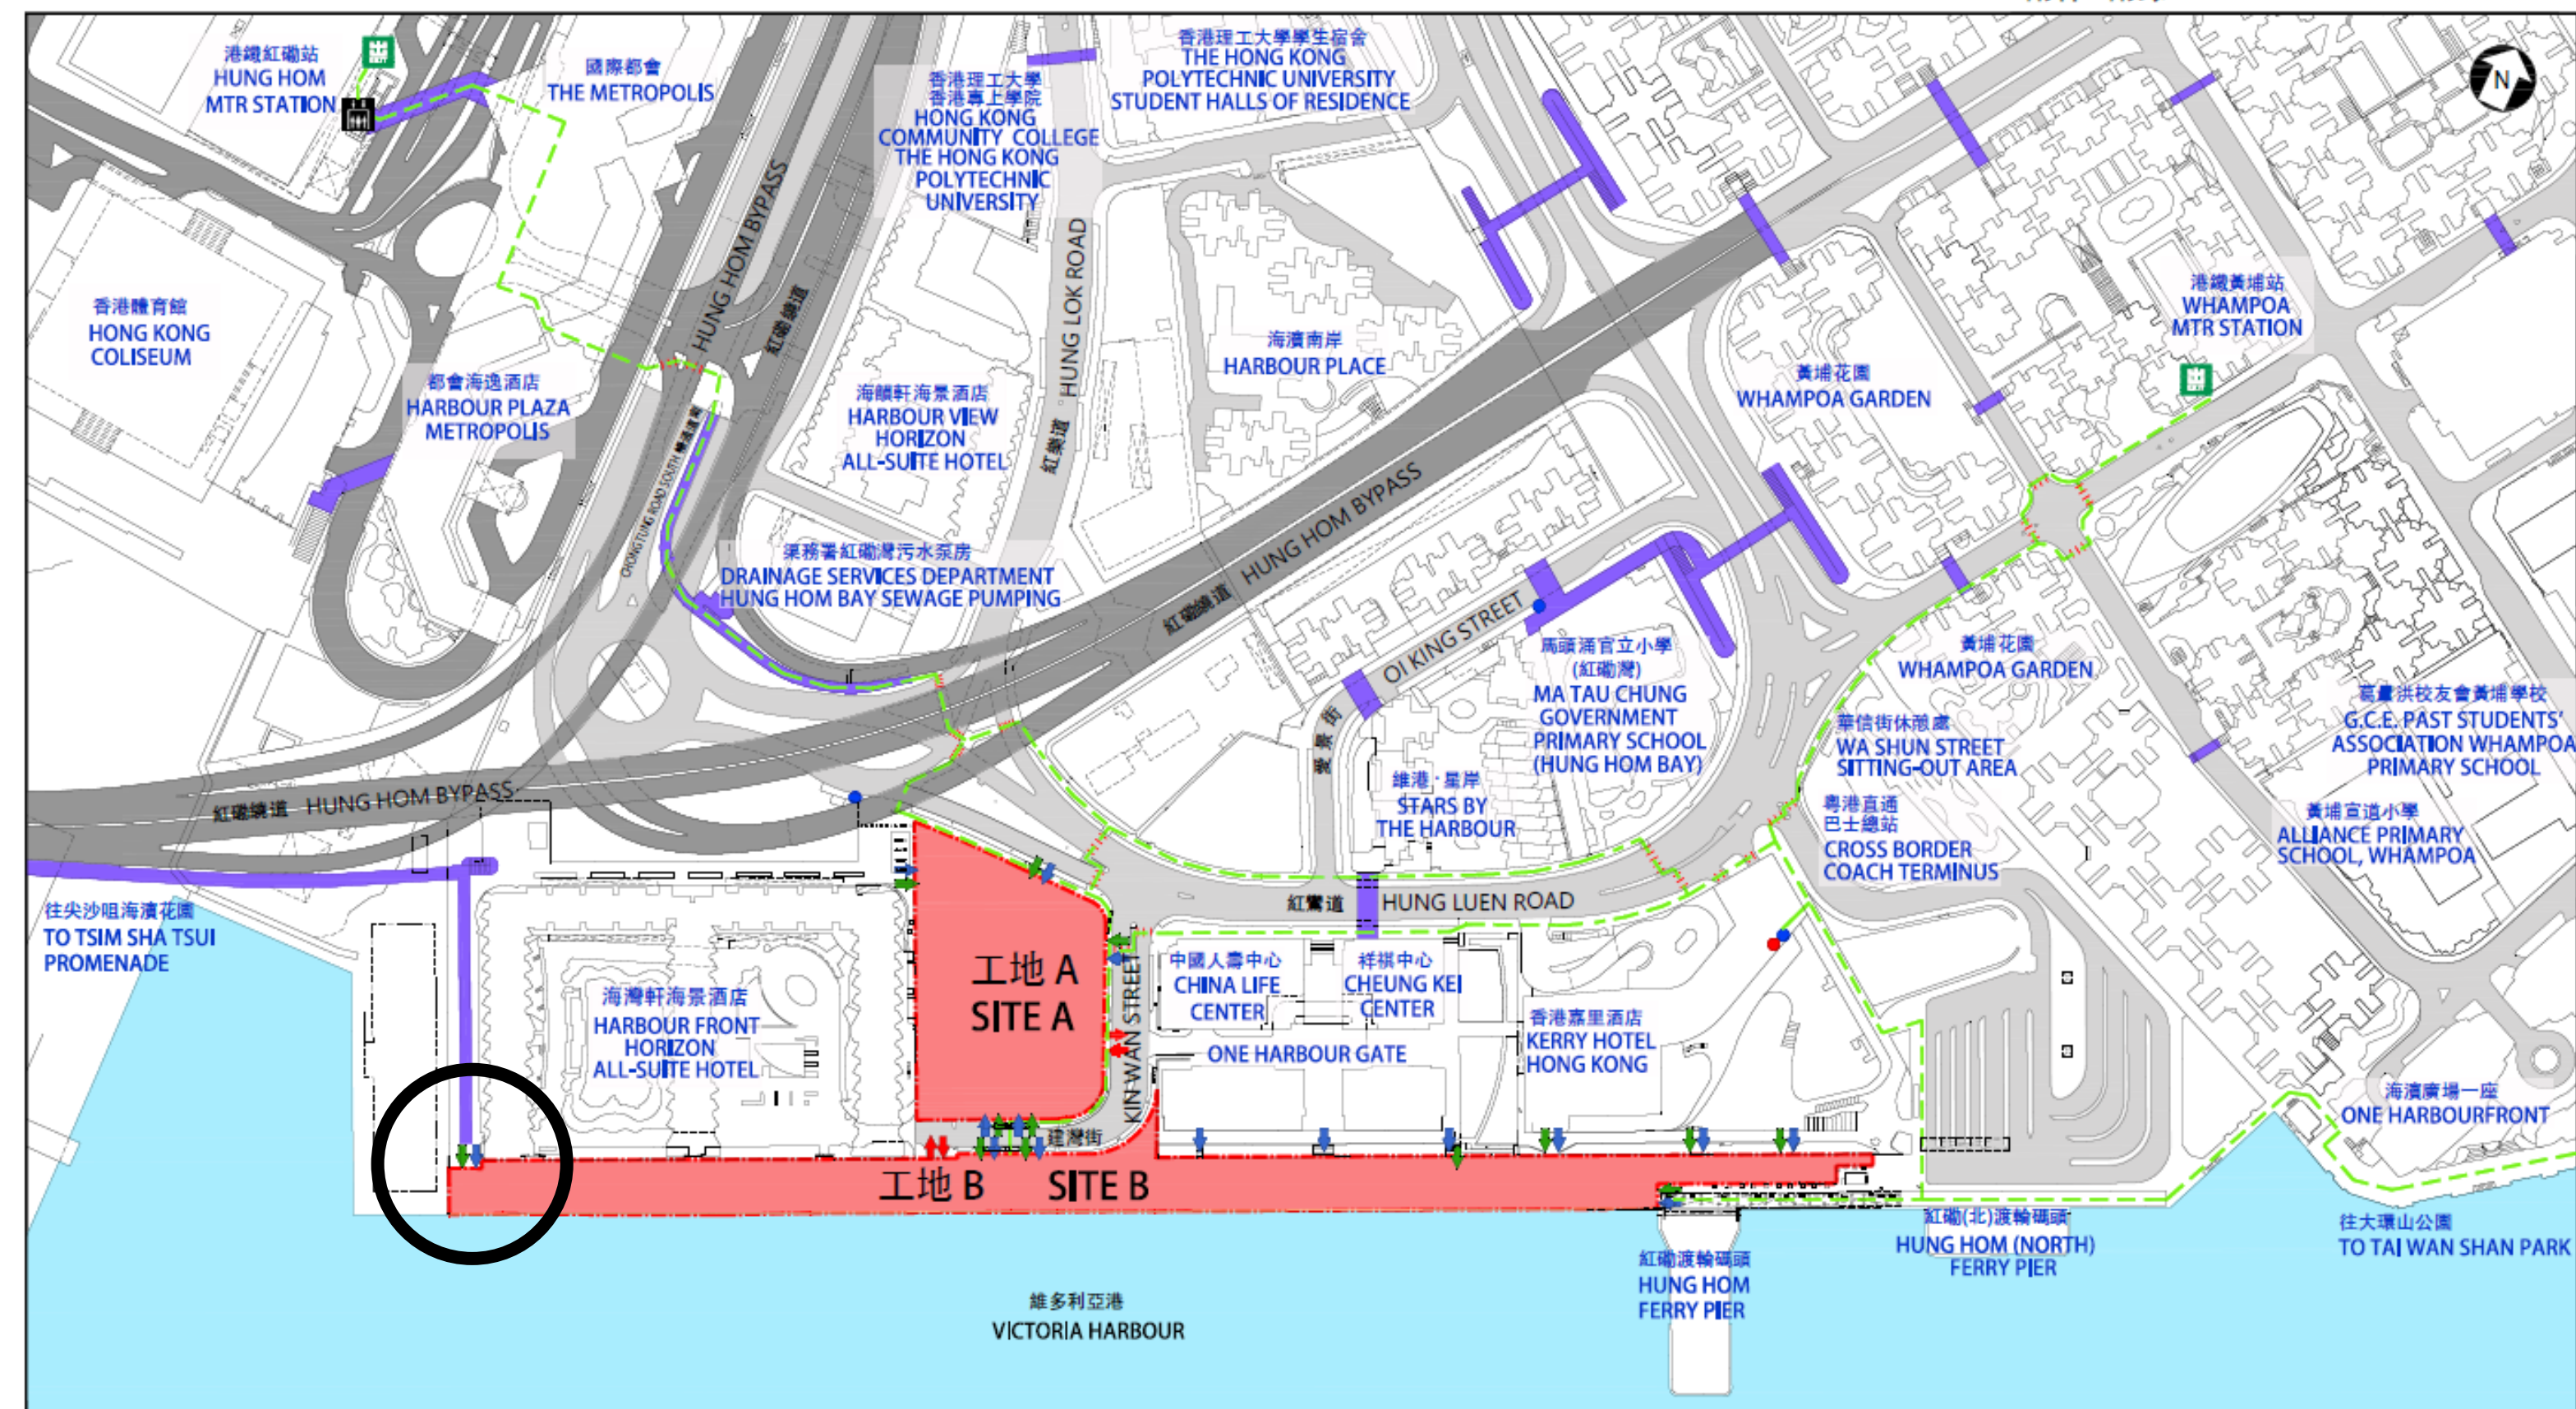 港鐵紅磡站
HUNG HOM
MTR STATION
國際都會
THE METROPOLIS
香港理工大學
香港專上學院
HONG KONG
COMMUNITY COLLEGE
THE HONG KONG
POLYTECHNIC
UNIVERSITY
香港理工大學學生宿舍
THE HONG KONG
POLYTECHNIC UNIVERSITY
STUDENT HALLS OF RESIDENCE
N
香港體育館
HONG KONG
COLISEUM
都會海逸酒店
HARBOUR PLAZA
METROPOLIS
HUNG HOM BYPASS
紅磡繞道
CHEONG TUNG ROAD SOUTH
海韻軒海景酒店
HARBOUR VIEW
HORIZON
ALL-SUITE HOTEL
紅樂道 HUNG LOK ROAD
海濱南岸
HARBOUR PLACE
黃埔花園
WHAMPOA GARDEN
港鐵黃埔站
WHAMPOA
MTR STATION
渠務署紅磡灣污水泵房
DRAINAGE SERVICES DEPARTMENT
HUNG HOM BAY SEWAGE PUMPING
紅磡繞道 HUNG HOM BYPASS
OI KING STREET
愛景街
馬頭涌官立小學
(紅磡灣)
MA TAU CHUNG
GOVERNMENT
PRIMARY SCHOOL
(HUNG HOM BAY)
黃埔花園
WHAMPOA GARDEN
華信街休憩處
WA SHUN STREET
SITTING-OUT AREA
葛量洪校友會黃埔學校
G.C.E. PAST STUDENTS'
ASSOCIATION WHAMPOA
PRIMARY SCHOOL
維港·星岸
STARS BY
THE HARBOUR
粵港直通
巴士總站
CROSS BORDER
COACH TERMINUS
黃埔宣道小學
ALLIANCE PRIMARY
SCHOOL, WHAMPOA
紅磡繞道 HUNG HOM BYPASS
紅鸞道 HUNG LUEN ROAD
往尖沙咀海濱花園
TO TSIM SHA TSUI
PROMENADE
海灣軒海景酒店
HARBOUR FRONT
HORIZON
ALL-SUITE HOTEL
工地 A
SITE A
KIN WAN STREET
建灣街
中國人壽中心
CHINA LIFE
CENTER
祥祺中心
CHEUNG KEI
CENTER
ONE HARBOUR GATE
香港嘉里酒店
KERRY HOTEL
HONG KONG
海濱廣場一座
ONE HARBOURFRONT
工地 B SITE B
紅磡渡輪碼頭
HUNG HOM
FERRY PIER
紅磡(北)渡輪碼頭
HUNG HOM (NORTH)
FERRY PIER
往大環山公園
TO TAI WAN SHAN PARK
維多利亞港
VICTORIA HARBOUR